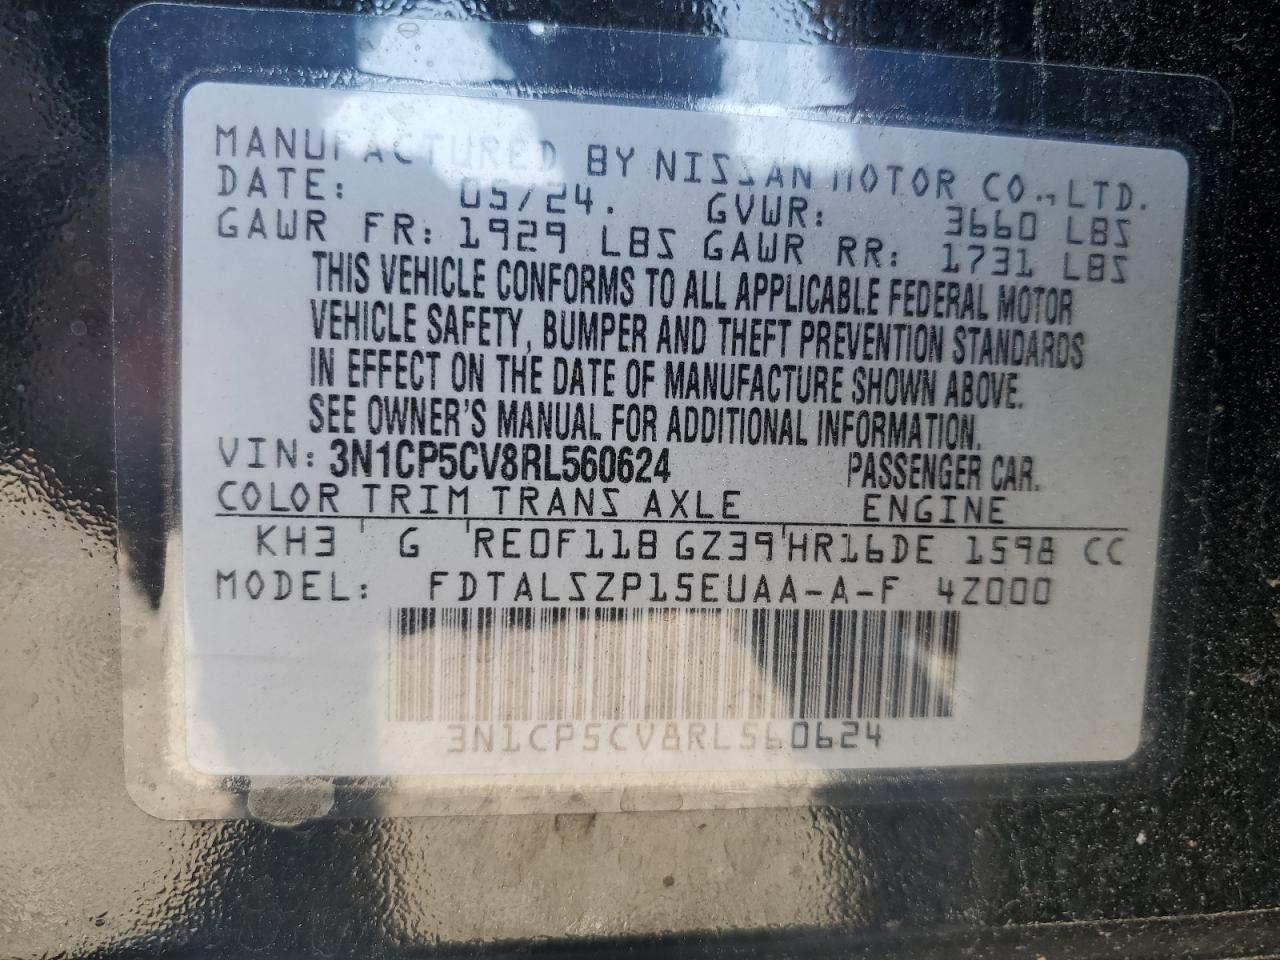 MANUFACTURED BY NISSAN MOTOR CO.,LTD.
DATE: 05/24. GVWR: 3660 LBS
GAWR FR: 1929 LBS GAWR RR: 1731 LBS
THIS VEHICLE CONFORMS TO ALL APPLICABLE FEDERAL MOTOR
VEHICLE SAFETY, BUMPER AND THEFT PREVENTION STANDARDS
IN EFFECT ON THE DATE OF MANUFACTURE SHOWN ABOVE.
SEE OWNER'S MANUAL FOR ADDITIONAL INFORMATION.
VIN: 3N1CP5CV8RL560624 PASSENGER CAR.
COLOR TRIM TRANS AXLE ENGINE
KH3 G RE0F11B GZ39 HR16DE 1598 CC
MODEL: FDTALSZP15EUAA-A-F 4Z000
3N1CP5CV8RL560624